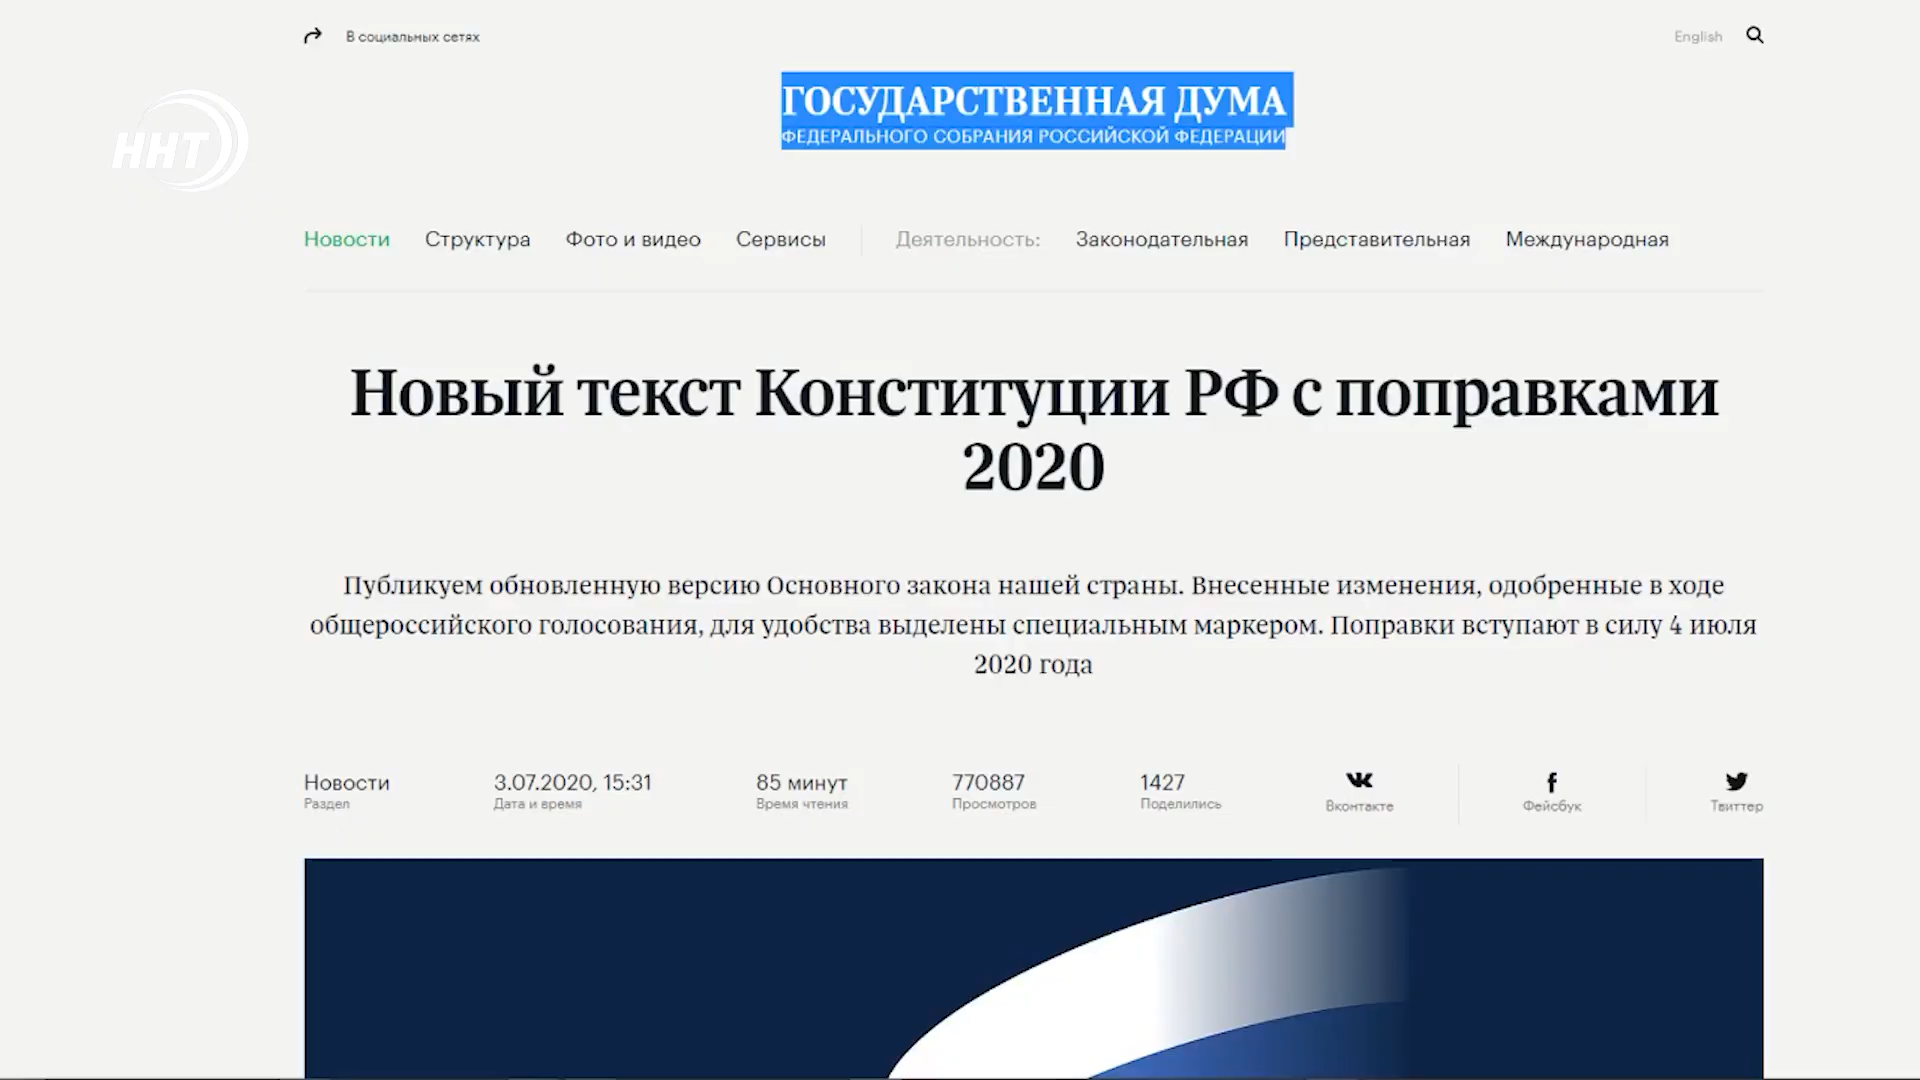 В социальных сетях
English
ННТ
ГОСУДАРСТВЕННАЯ ДУМА
ФЕДЕРАЛЬНОГО СОБРАНИЯ РОССИЙСКОЙ ФЕДЕРАЦИИ
Новости Структура Фото и видео Сервисы Деятельность: Законодательная Представительная Международная
Новый текст Конституции РФ с поправками
2020
Публикуем обновленную версию Основного закона нашей страны. Внесенные изменения, одобренные в ходе
общероссийского голосования, для удобства выделены специальным маркером. Поправки вступают в силу 4 июля
2020 года
Новости 3.07.2020, 15:31 85 минут 770887 1427
Раздел Дата и время Время чтения Просмотров Поделились Вконтакте Фейсбук Твиттер